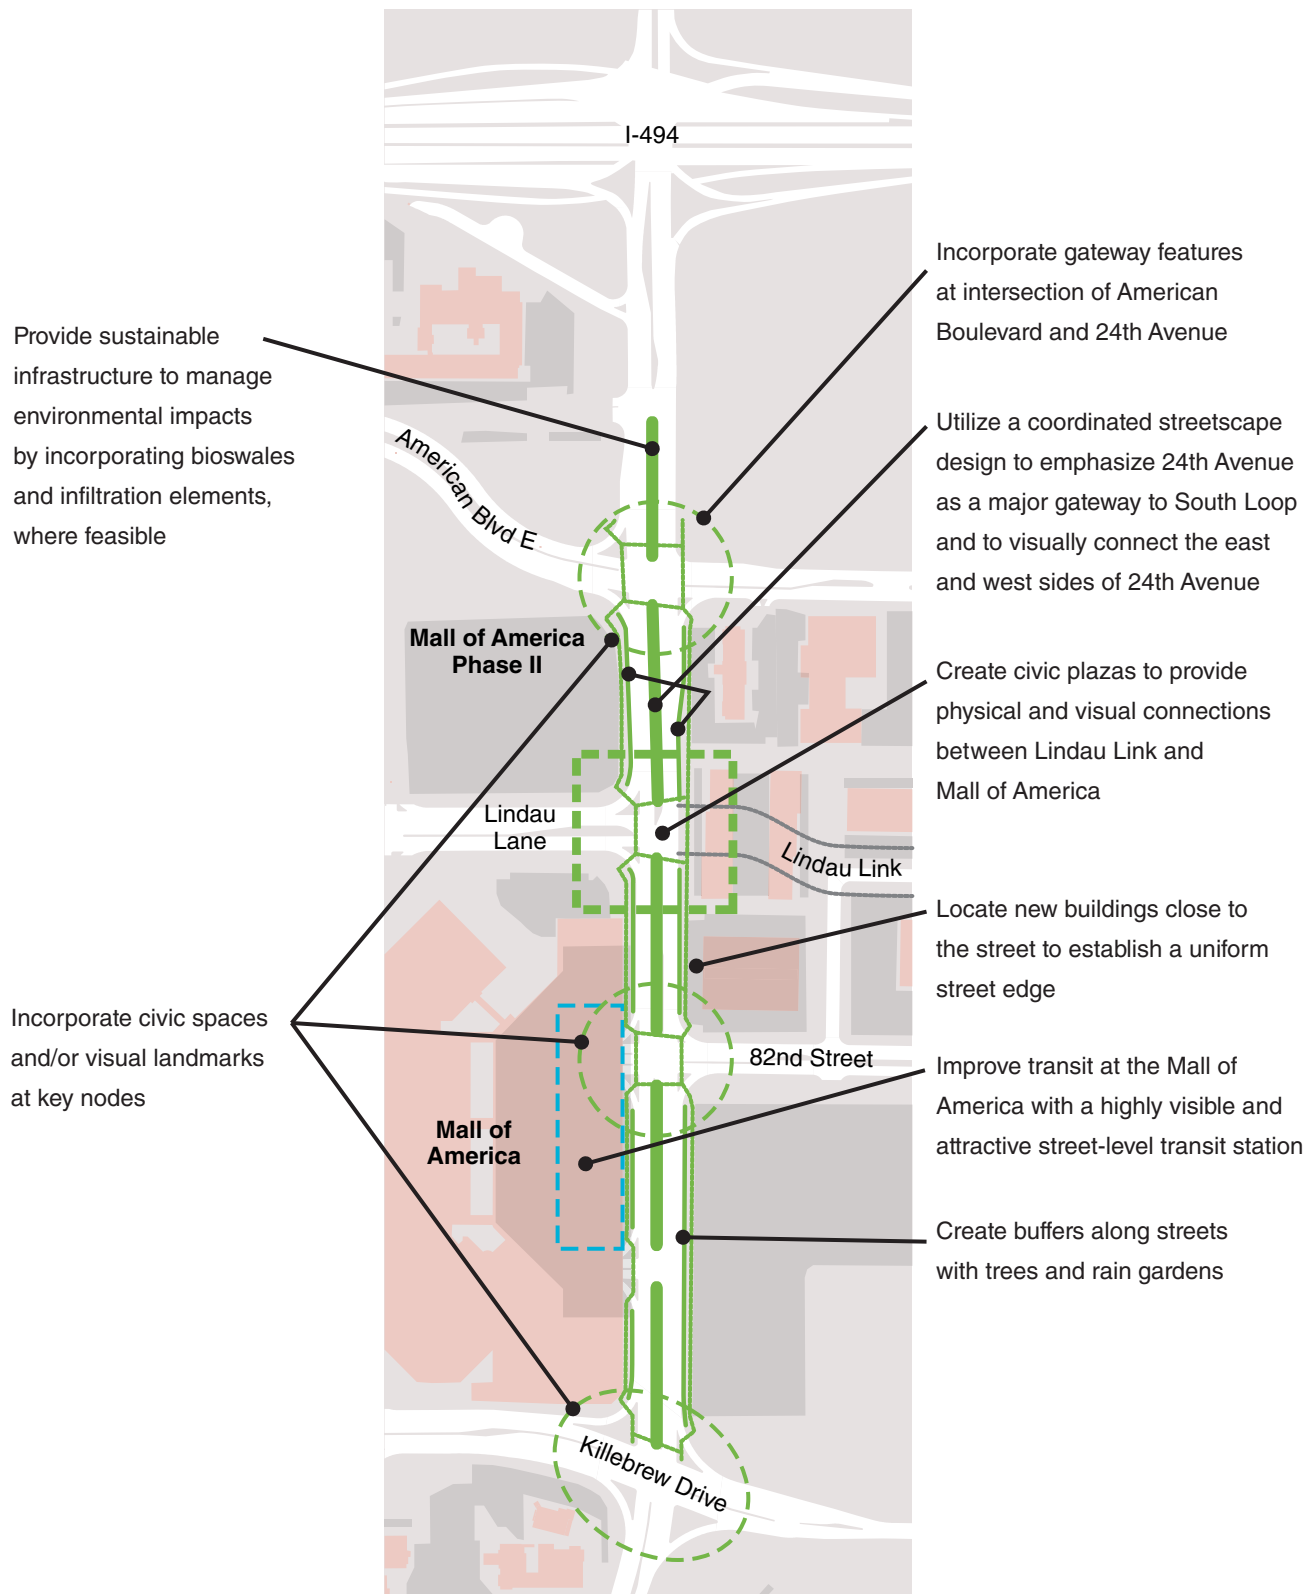 I-494
Incorporate gateway features
at intersection of American
Boulevard and 24th Avenue
Provide sustainable
infrastructure to manage
environmental impacts
by incorporating bioswales
and infiltration elements,
where feasible
American Blvd E
Utilize a coordinated streetscape
design to emphasize 24th Avenue
as a major gateway to South Loop
and to visually connect the east
and west sides of 24th Avenue
Mall of America
Phase II
Create civic plazas to provide
physical and visual connections
between Lindau Link and
Mall of America
Lindau
Lane
Lindau Link
Locate new buildings close to
the street to establish a uniform
street edge
Incorporate civic spaces
and/or visual landmarks
at key nodes
82nd Street
Improve transit at the Mall of
America with a highly visible and
attractive street-level transit station
Mall of
America
Create buffers along streets
with trees and rain gardens
Killebrew Drive